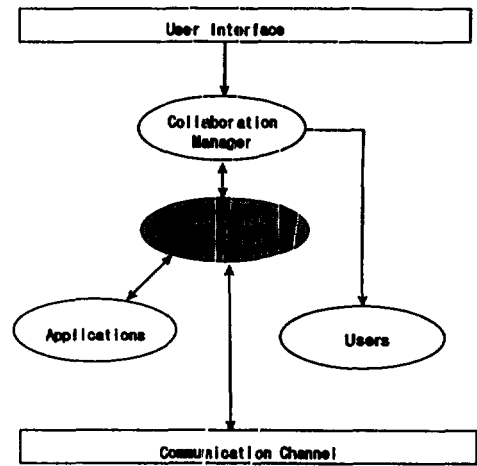 User Interface
Collaboration
Manager
Applications
Users
Communication Channel